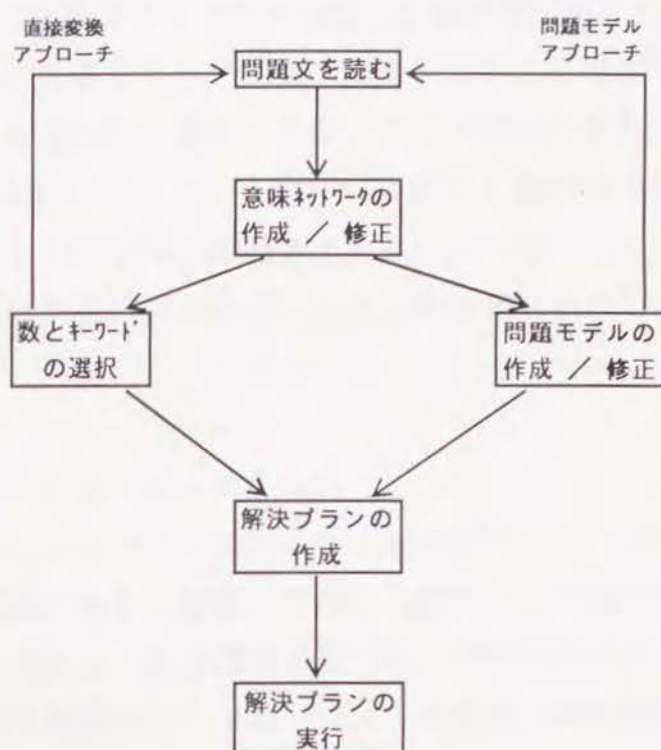 直接変換
アプローチ
問題モデル
アプローチ
問題文を読む
意味ﾈｯﾄﾜｰｸの
作成 ／ 修正
数とｷｰﾜｰﾄﾞ
の選択
問題モデルの
作成 ／ 修正
解決プランの
作成
解決プランの
実行